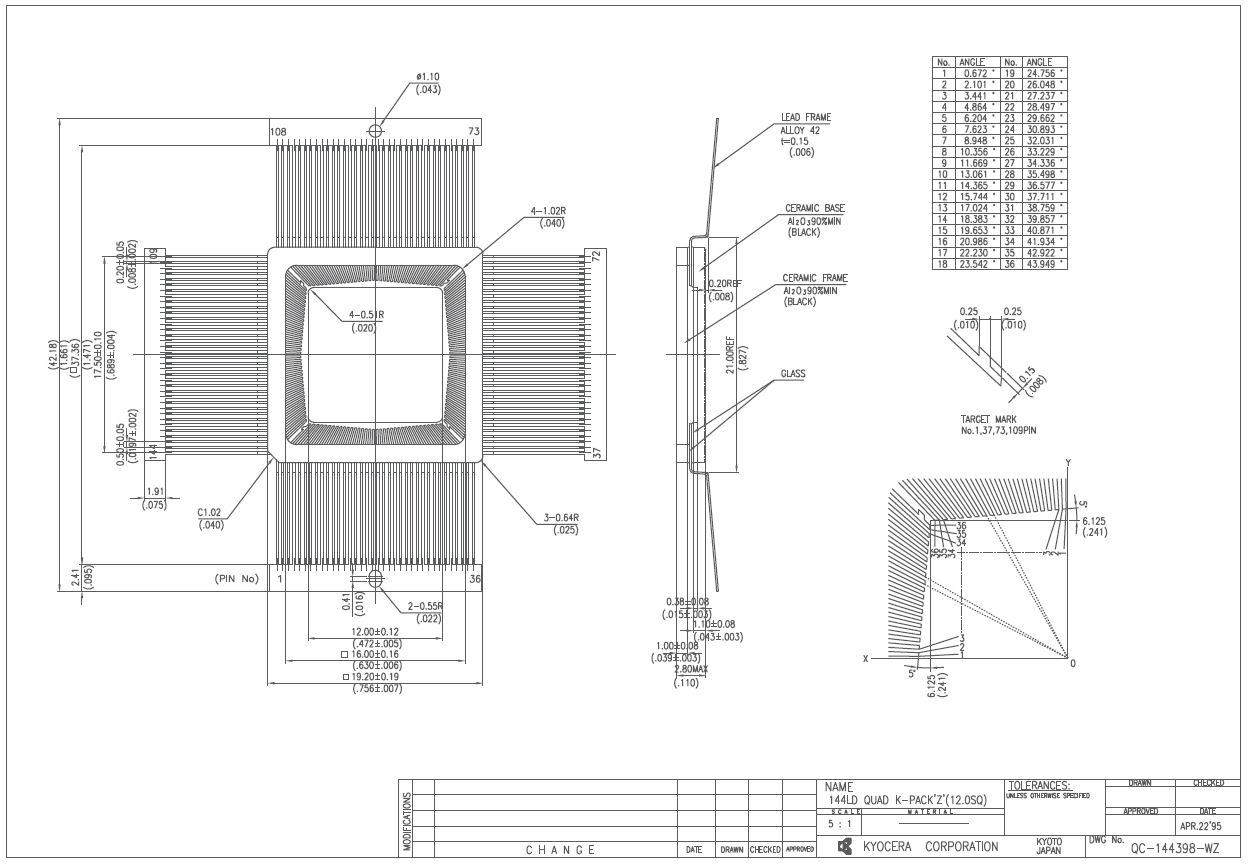 ø1.10
(.043)
108
73
4-1.02R
(.040)
0.20±0.05
(.008±.002)
109
72
4-0.51R
(.020)
(42.18)
(1.661)
(□37.36)
(1.471)
17.50±0.10
(.689±.004)
0.50±0.05
(.0197±.002)
144
37
1.91
(.075)
C1.02
(.040)
3-0.64R
(.025)
2.41
(.095)
(PIN No)
1
36
0.41
(.016)
2-0.55R
(.022)
12.00±0.12
(.472±.005)
□ 16.00±0.16
(.630±.006)
□ 19.20±0.19
(.756±.007)
LEAD FRAME
ALLOY 42
t=0.15
(.006)
CERAMIC BASE
Al₂O₃90%MIN
(BLACK)
CERAMIC FRAME
Al₂O₃90%MIN
(BLACK)
0.20REF
(.008)
21.00REF
(.827)
GLASS
0.38±0.08
(.015±.003)
1.10±0.08
(.043±.003)
1.00±0.08
(.039±.003)
2.80MAX
(.110)
No. ANGLE No. ANGLE
1 0.672 ° 19 24.756 °
2 2.101 ° 20 26.048 °
3 3.441 ° 21 27.237 °
4 4.864 ° 22 28.497 °
5 6.204 ° 23 29.662 °
6 7.623 ° 24 30.893 °
7 8.948 ° 25 32.031 °
8 10.356 ° 26 33.229 °
9 11.669 ° 27 34.336 °
10 13.061 ° 28 35.498 °
11 14.365 ° 29 36.577 °
12 15.744 ° 30 37.711 °
13 17.024 ° 31 38.759 °
14 18.383 ° 32 39.857 °
15 19.653 ° 33 40.871 °
16 20.986 ° 34 41.934 °
17 22.230 ° 35 42.922 °
18 23.542 ° 36 43.949 °
0.25 0.25
(.010) (.010)
0.15
(.008)
TARGET MARK
No.1,37,73,109PIN
Y
5°
6.125
(.241)
36
35
34
36
35
34
3
2
3
2
X
0
5°
6.125
(.241)
MODIFICATIONS
CHANGE
DATE
DRAWN
CHECKED
APPROVED
NAME
144LD QUAD K-PACK'Z'(12.0SQ)
SCALE
MATERIAL
5 : 1
TOLERANCES:
UNLESS OTHERWISE SPECIFIED
DRAWN
CHECKED
APPROVED
DATE
APR.22'95
KYOCERA CORPORATION
KYOTO
JAPAN
DWG No.
QC-144398-WZ